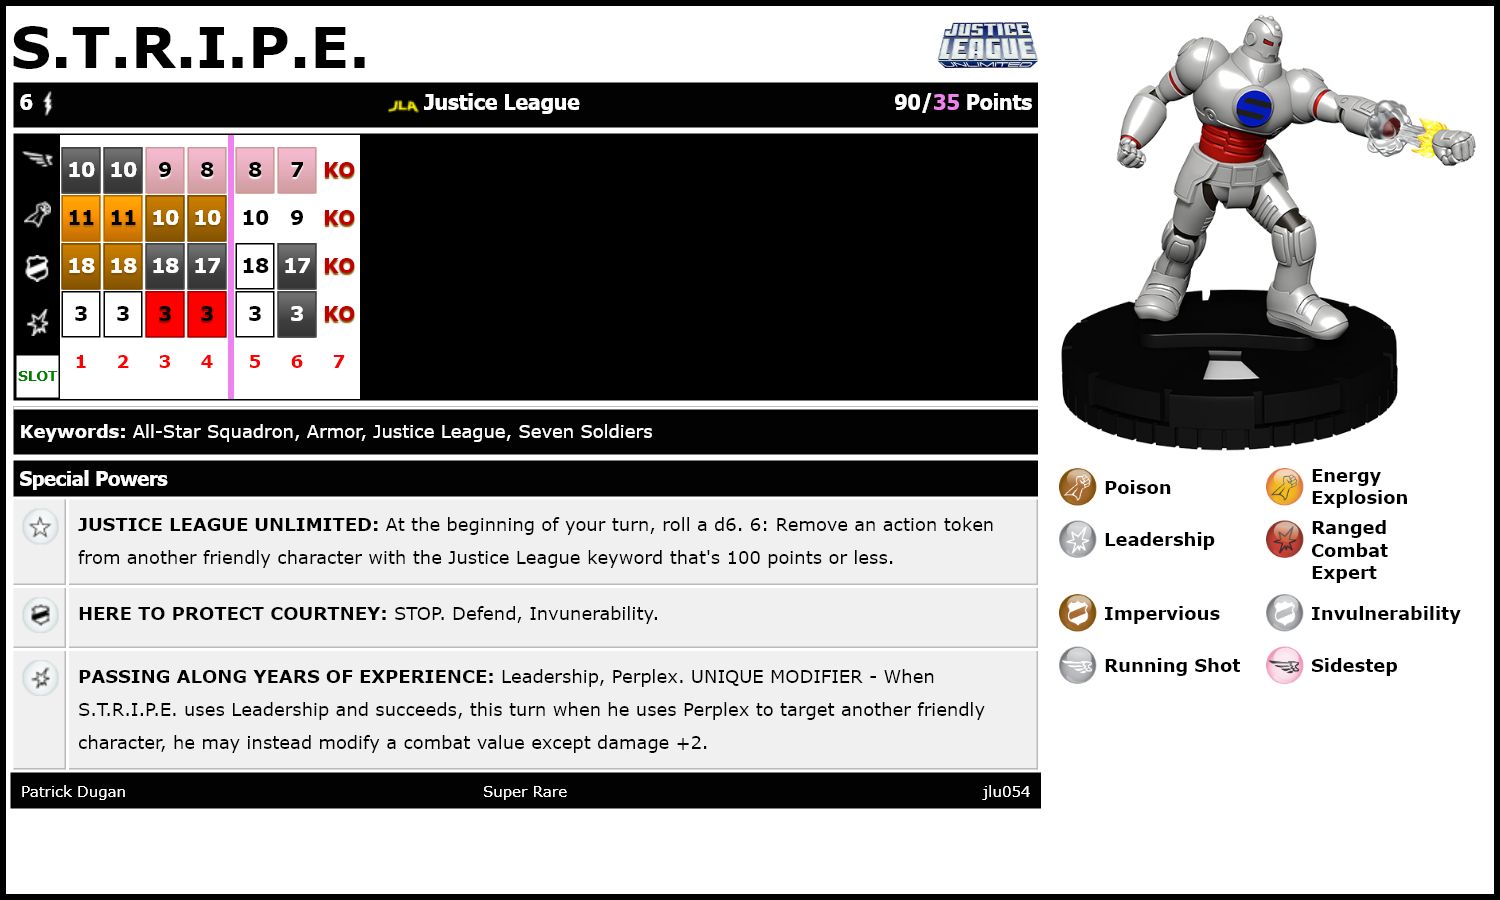 S.T.R.I.P.E.
JUSTICE
LEAGUE
UNLIMITED
6 JLA Justice League 90/35 Points
10 10 9 8 8 7 KO
11 11 10 10 10 9 KO
18 18 18 17 18 17 KO
3 3 3 3 3 3 KO
SLOT 1 2 3 4 5 6 7
Keywords: All-Star Squadron, Armor, Justice League, Seven Soldiers
Special Powers
JUSTICE LEAGUE UNLIMITED: At the beginning of your turn, roll a d6. 6: Remove an action token
from another friendly character with the Justice League keyword that's 100 points or less.
HERE TO PROTECT COURTNEY: STOP. Defend, Invunerability.
PASSING ALONG YEARS OF EXPERIENCE: Leadership, Perplex. UNIQUE MODIFIER - When
S.T.R.I.P.E. uses Leadership and succeeds, this turn when he uses Perplex to target another friendly
character, he may instead modify a combat value except damage +2.
Patrick Dugan Super Rare jlu054
Poison
Energy
Explosion
Leadership
Ranged
Combat
Expert
Impervious
Invulnerability
Running Shot
Sidestep